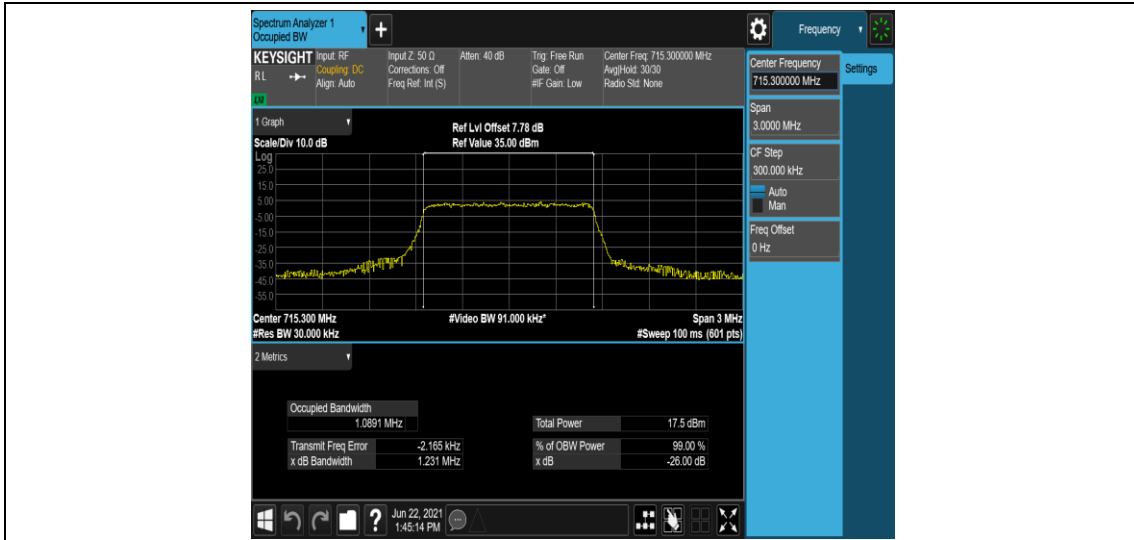 Spectrum Analyzer 1
Occupied BW
Frequency
KEYSIGHT Input: RF Input Z: 50 Ω Atten: 40 dB Trig: Free Run Center Freq: 715.300000 MHz
RL Coupling: DC Corrections: Off Gate: Off Avg|Hold: 30/30
Align: Auto Freq Ref: Int (S) #IF Gain: Low Radio Std: None
Center Frequency
715.300000 MHz
Settings
Span
3.0000 MHz
CF Step
300.000 kHz
Auto
Man
Freq Offset
0 Hz
1 Graph
Ref Lvl Offset 7.78 dB
Scale/Div 10.0 dB Ref Value 35.00 dBm
Log
25.0
15.0
5.00
-5.00
-15.0
-25.0
-35.0
-45.0
-55.0
Center 715.300 MHz #Video BW 91.000 kHz* Span 3 MHz
#Res BW 30.000 kHz #Sweep 100 ms (601 pts)
2 Metrics
Occupied Bandwidth
1.0891 MHz Total Power 17.5 dBm
Transmit Freq Error -2.165 kHz % of OBW Power 99.00 %
x dB Bandwidth 1.231 MHz x dB -26.00 dB
?
Jun 22, 2021
1:45:14 PM